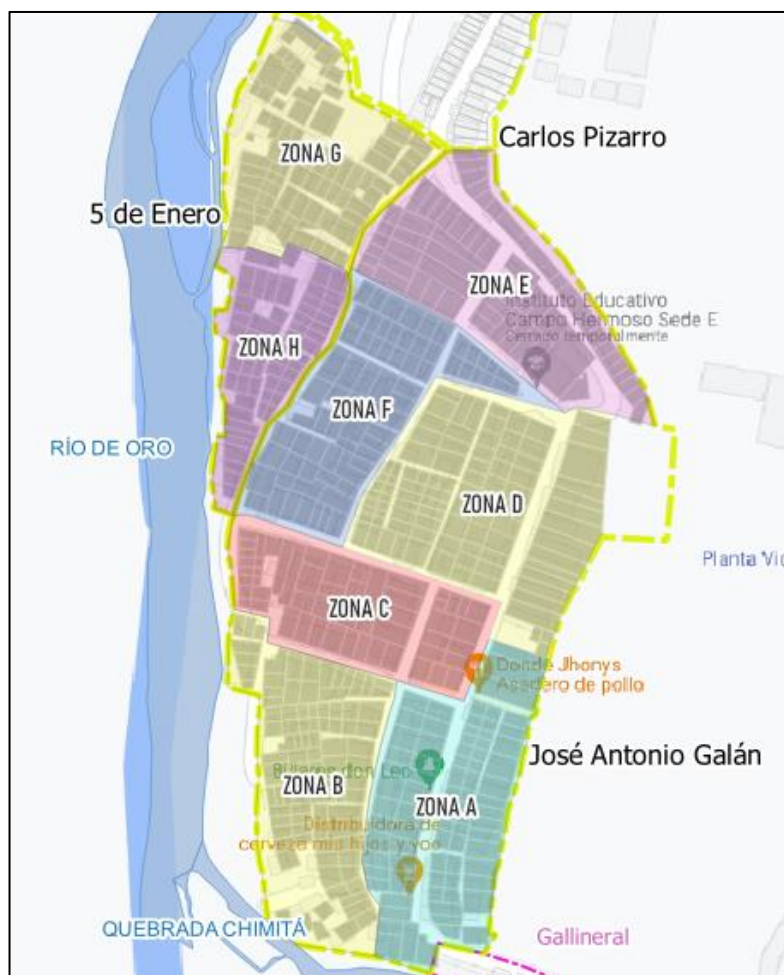 Carlos Pizarro
ZONA G
5 de Enero
ZONA E
Instituto Educativo
Campo Hermoso Sede E
Cerrado temporalmente
ZONA H
ZONA F
RÍO DE ORO
ZONA D
Planta Vic
ZONA C
Donde Jhonys
Asadero de pollo
José Antonio Galán
Billares don Leo
ZONA B
ZONA A
Distribuidora de
cerveza mis hijos y yoo
QUEBRADA CHIMITÁ
Gallineral